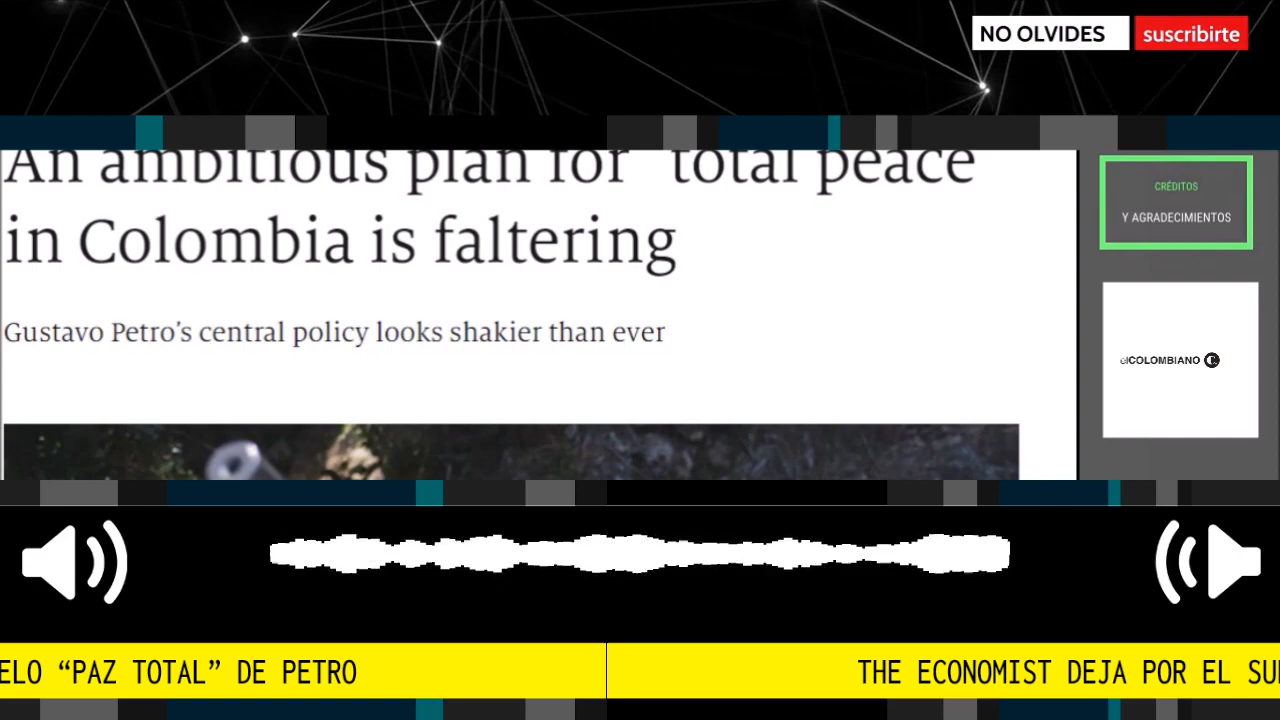 NO OLVIDES suscribirte
An ambitious plan for "total peace
in Colombia is faltering
Gustavo Petro's central policy looks shakier than ever
CRÉDITOS
Y AGRADECIMIENTOS
elCOLOMBIANO C
ELO “PAZ TOTAL” DE PETRO
THE ECONOMIST DEJA POR EL SU